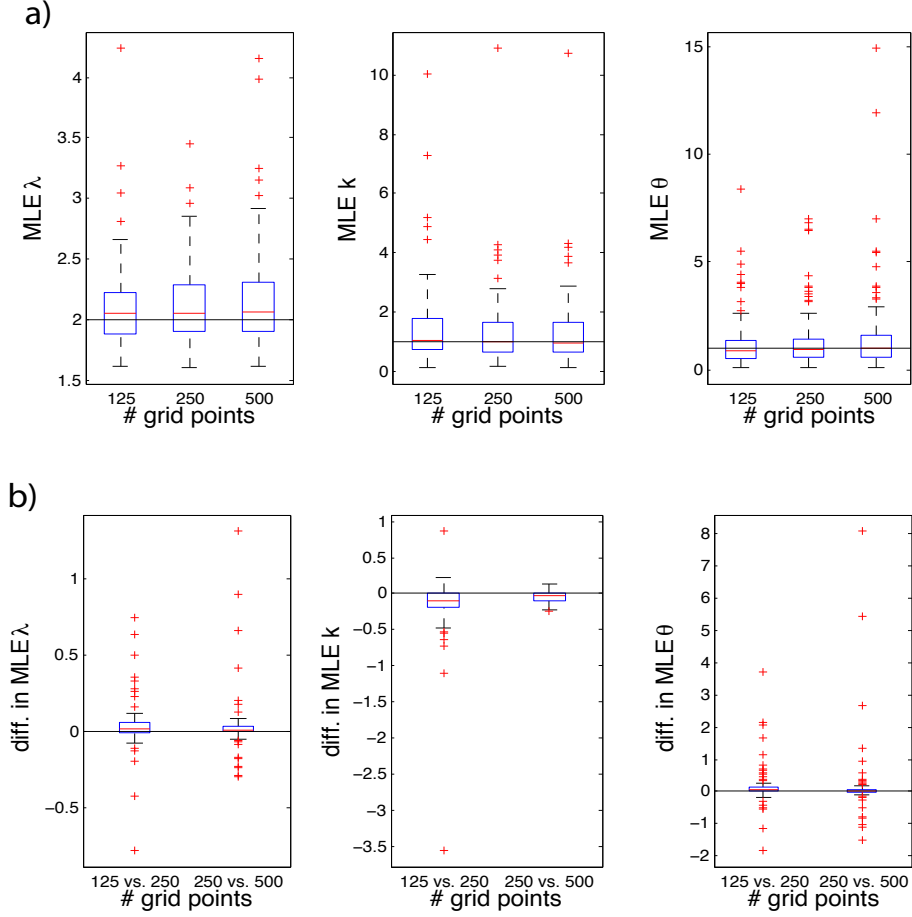 a)
MLE λ
4
3.5
3
2.5
2
1.5
125
250
500
# grid points
MLE k
10
8
6
4
2
0
125
250
500
# grid points
MLE θ
15
10
5
0
125
250
500
# grid points
b)
diff. in MLE λ
1
0.5
0
−0.5
125 vs. 250
250 vs. 500
# grid points
diff. in MLE k
1
0.5
0
−0.5
−1
−1.5
−2
−2.5
−3
−3.5
125 vs. 250
250 vs. 500
# grid points
diff. in MLE θ
8
7
6
5
4
3
2
1
0
−1
−2
125 vs. 250
250 vs. 500
# grid points